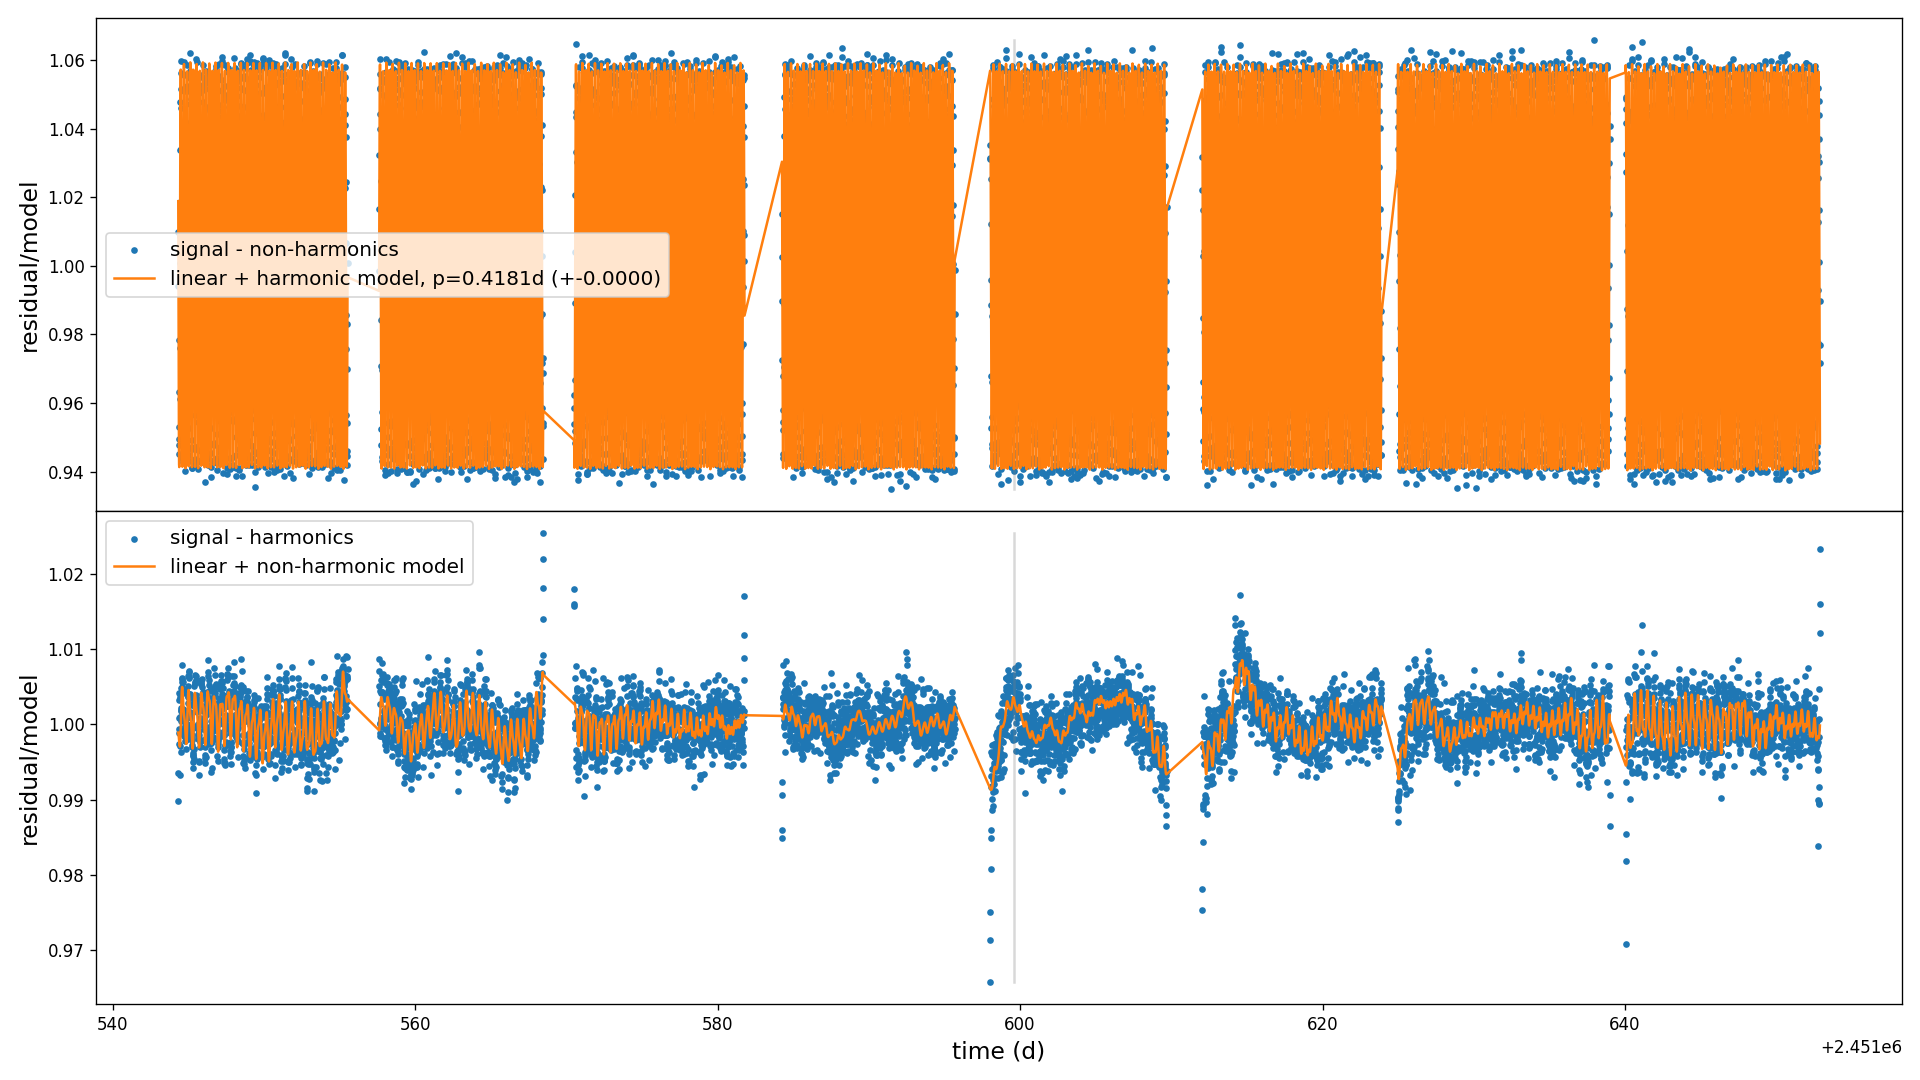 1.06
1.04
1.02
1.00
0.98
0.96
0.94
residual/model
signal - non-harmonics
linear + harmonic model, p=0.4181d (+-0.0000)
signal - harmonics
linear + non-harmonic model
1.02
1.01
1.00
0.99
0.98
0.97
residual/model
540 560 580 600 620 640
time (d)
+2.451e6